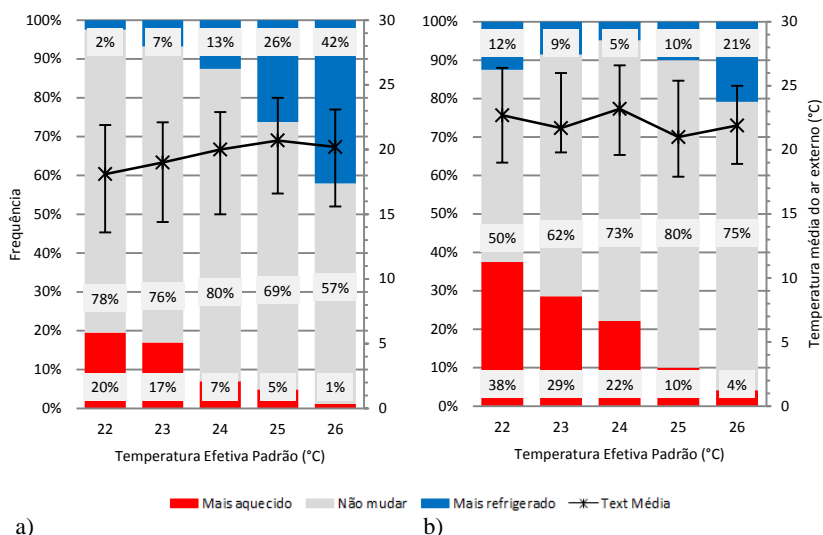 Frequência
100%
90%
80%
70%
60%
50%
40%
30%
20%
10%
0%
2% 7% 13% 26% 42%
78% 76% 80% 69% 57%
20% 17% 7% 5% 1%
30
25
20
15
10
5
0
22 23 24 25 26
Temperatura Efetiva Padrão (°C)
100%
90%
80%
70%
60%
50%
40%
30%
20%
10%
0%
12% 9% 5% 10% 21%
50% 62% 73% 80% 75%
38% 29% 22% 10% 4%
30
25
20
15
10
5
0
Temperatura média do ar externo (°C)
22 23 24 25 26
Temperatura Efetiva Padrão (°C)
Mais aquecido Não mudar Mais refrigerado Text Média
a) b)